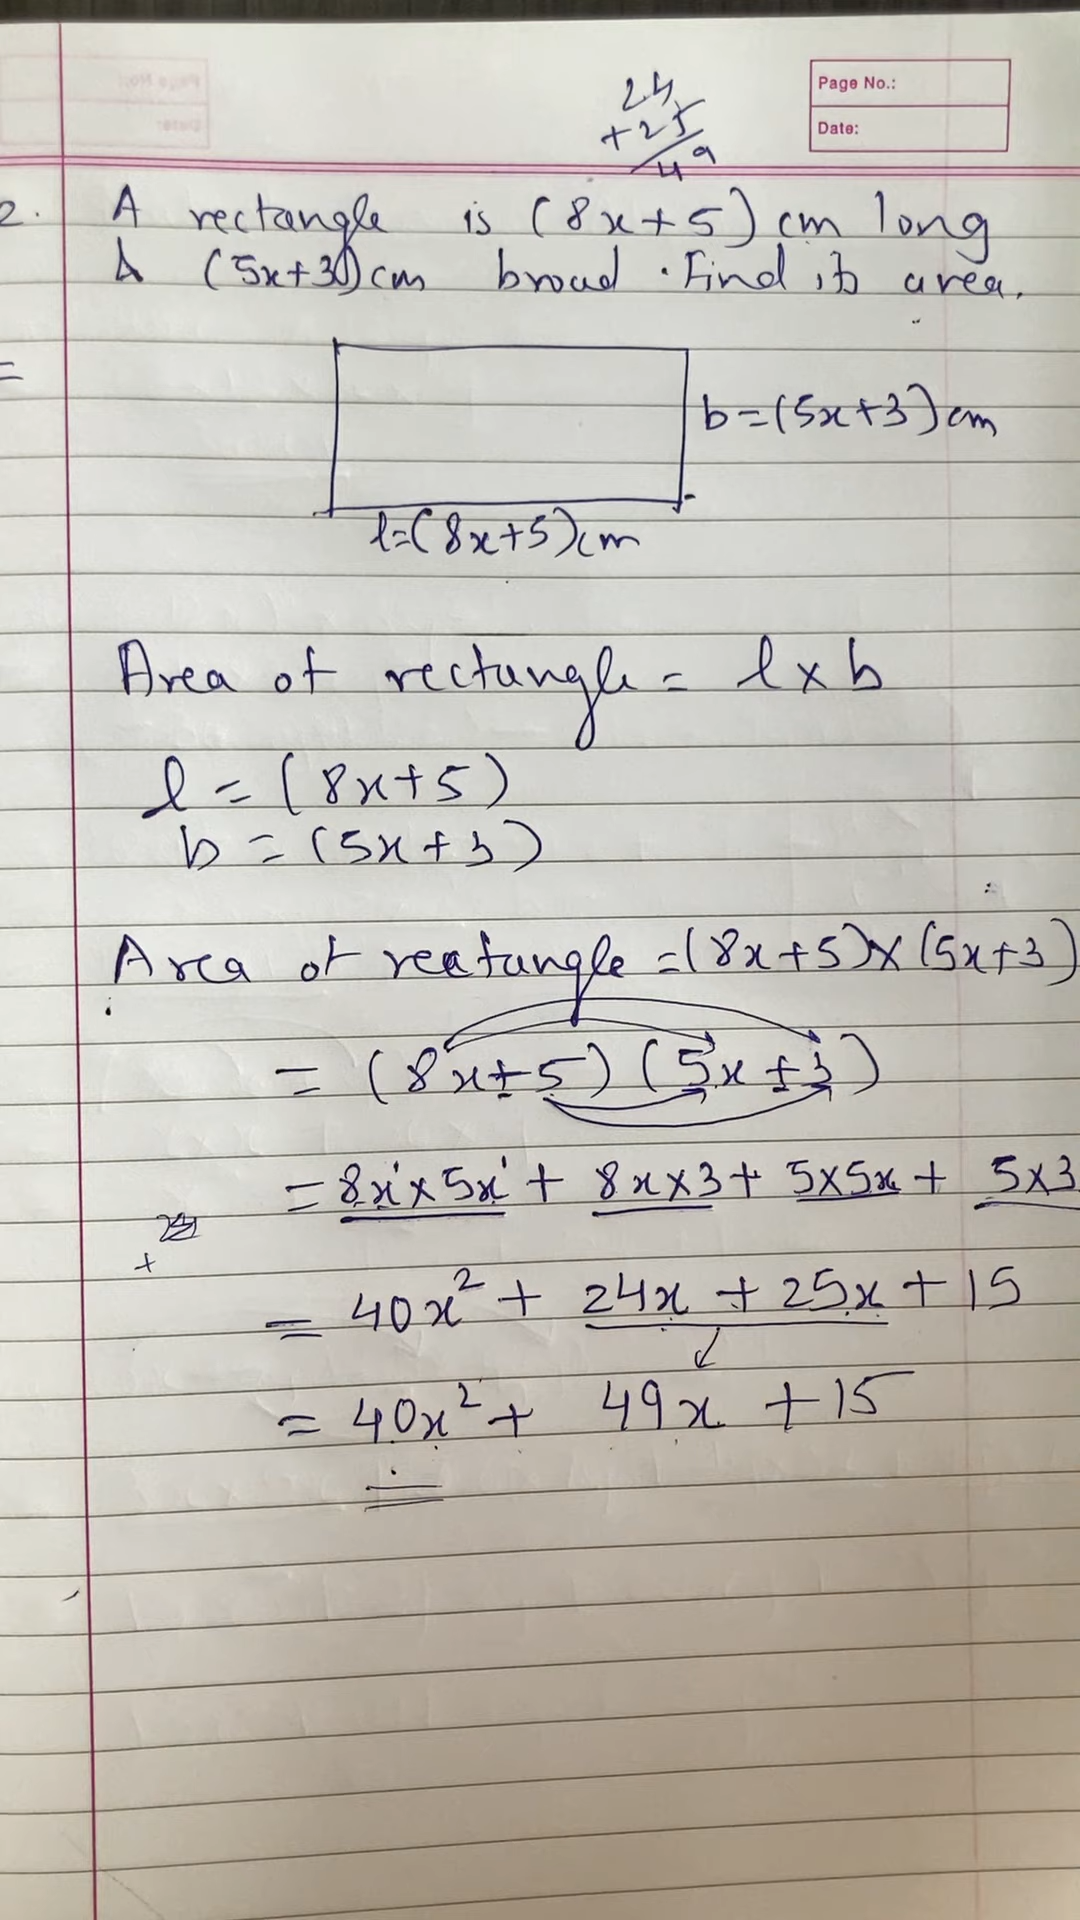 Page No.:
Date:
24
+25
49
2. A rectangle is (8x+5) cm long
& (5x+3) cm broad. Find its area.
=
b=(5x+3)cm
l=(8x+5)cm
Area of rectangle = l×b
l = (8x+5)
b = (5x+3)
Area of rectangle =(8x+5)×(5x+3)
= (8x+5) (5x+3)
= 8x×5x + 8x×3 + 5×5x + 5×3
+
= 40x² + 24x + 25x + 15
= 40x² + 49x + 15